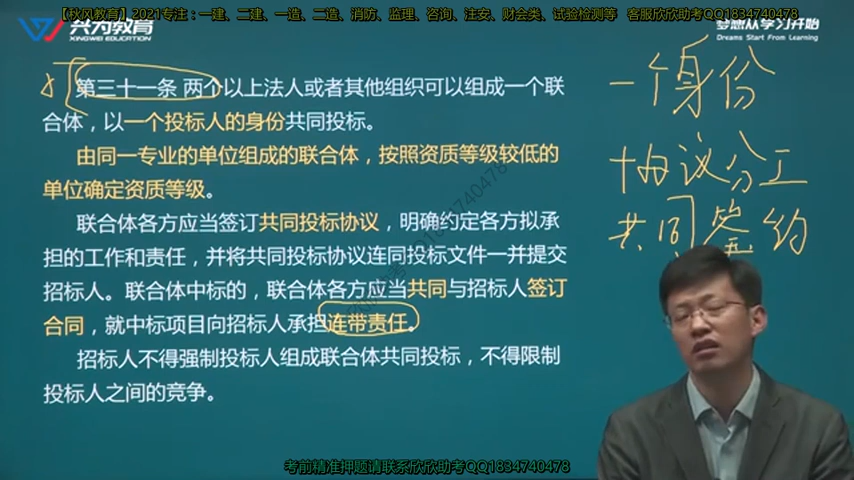 【秋风教育】2021专注：一建、二建、一造、二造、消防、监理、咨询、注安、财会类、试验检测等 客服欣欣助考QQ1834740478
兴为教育
XINGWEI EDUCATION
梦想从学习开始
Dreams Start From Learning
第三十一条 两个以上法人或者其他组织可以组成一个联
合体，以一个投标人的身份共同投标。
由同一专业的单位组成的联合体，按照资质等级较低的
单位确定资质等级。
联合体各方应当签订共同投标协议，明确约定各方拟承
担的工作和责任，并将共同投标协议连同投标文件一并提交
招标人。联合体中标的，联合体各方应当共同与招标人签订
合同，就中标项目向招标人承担连带责任。
招标人不得强制投标人组成联合体共同投标，不得限制
投标人之间的竞争。
一个身份
协议分工
共同签约
考前精准押题请联系欣欣助考QQ1834740478